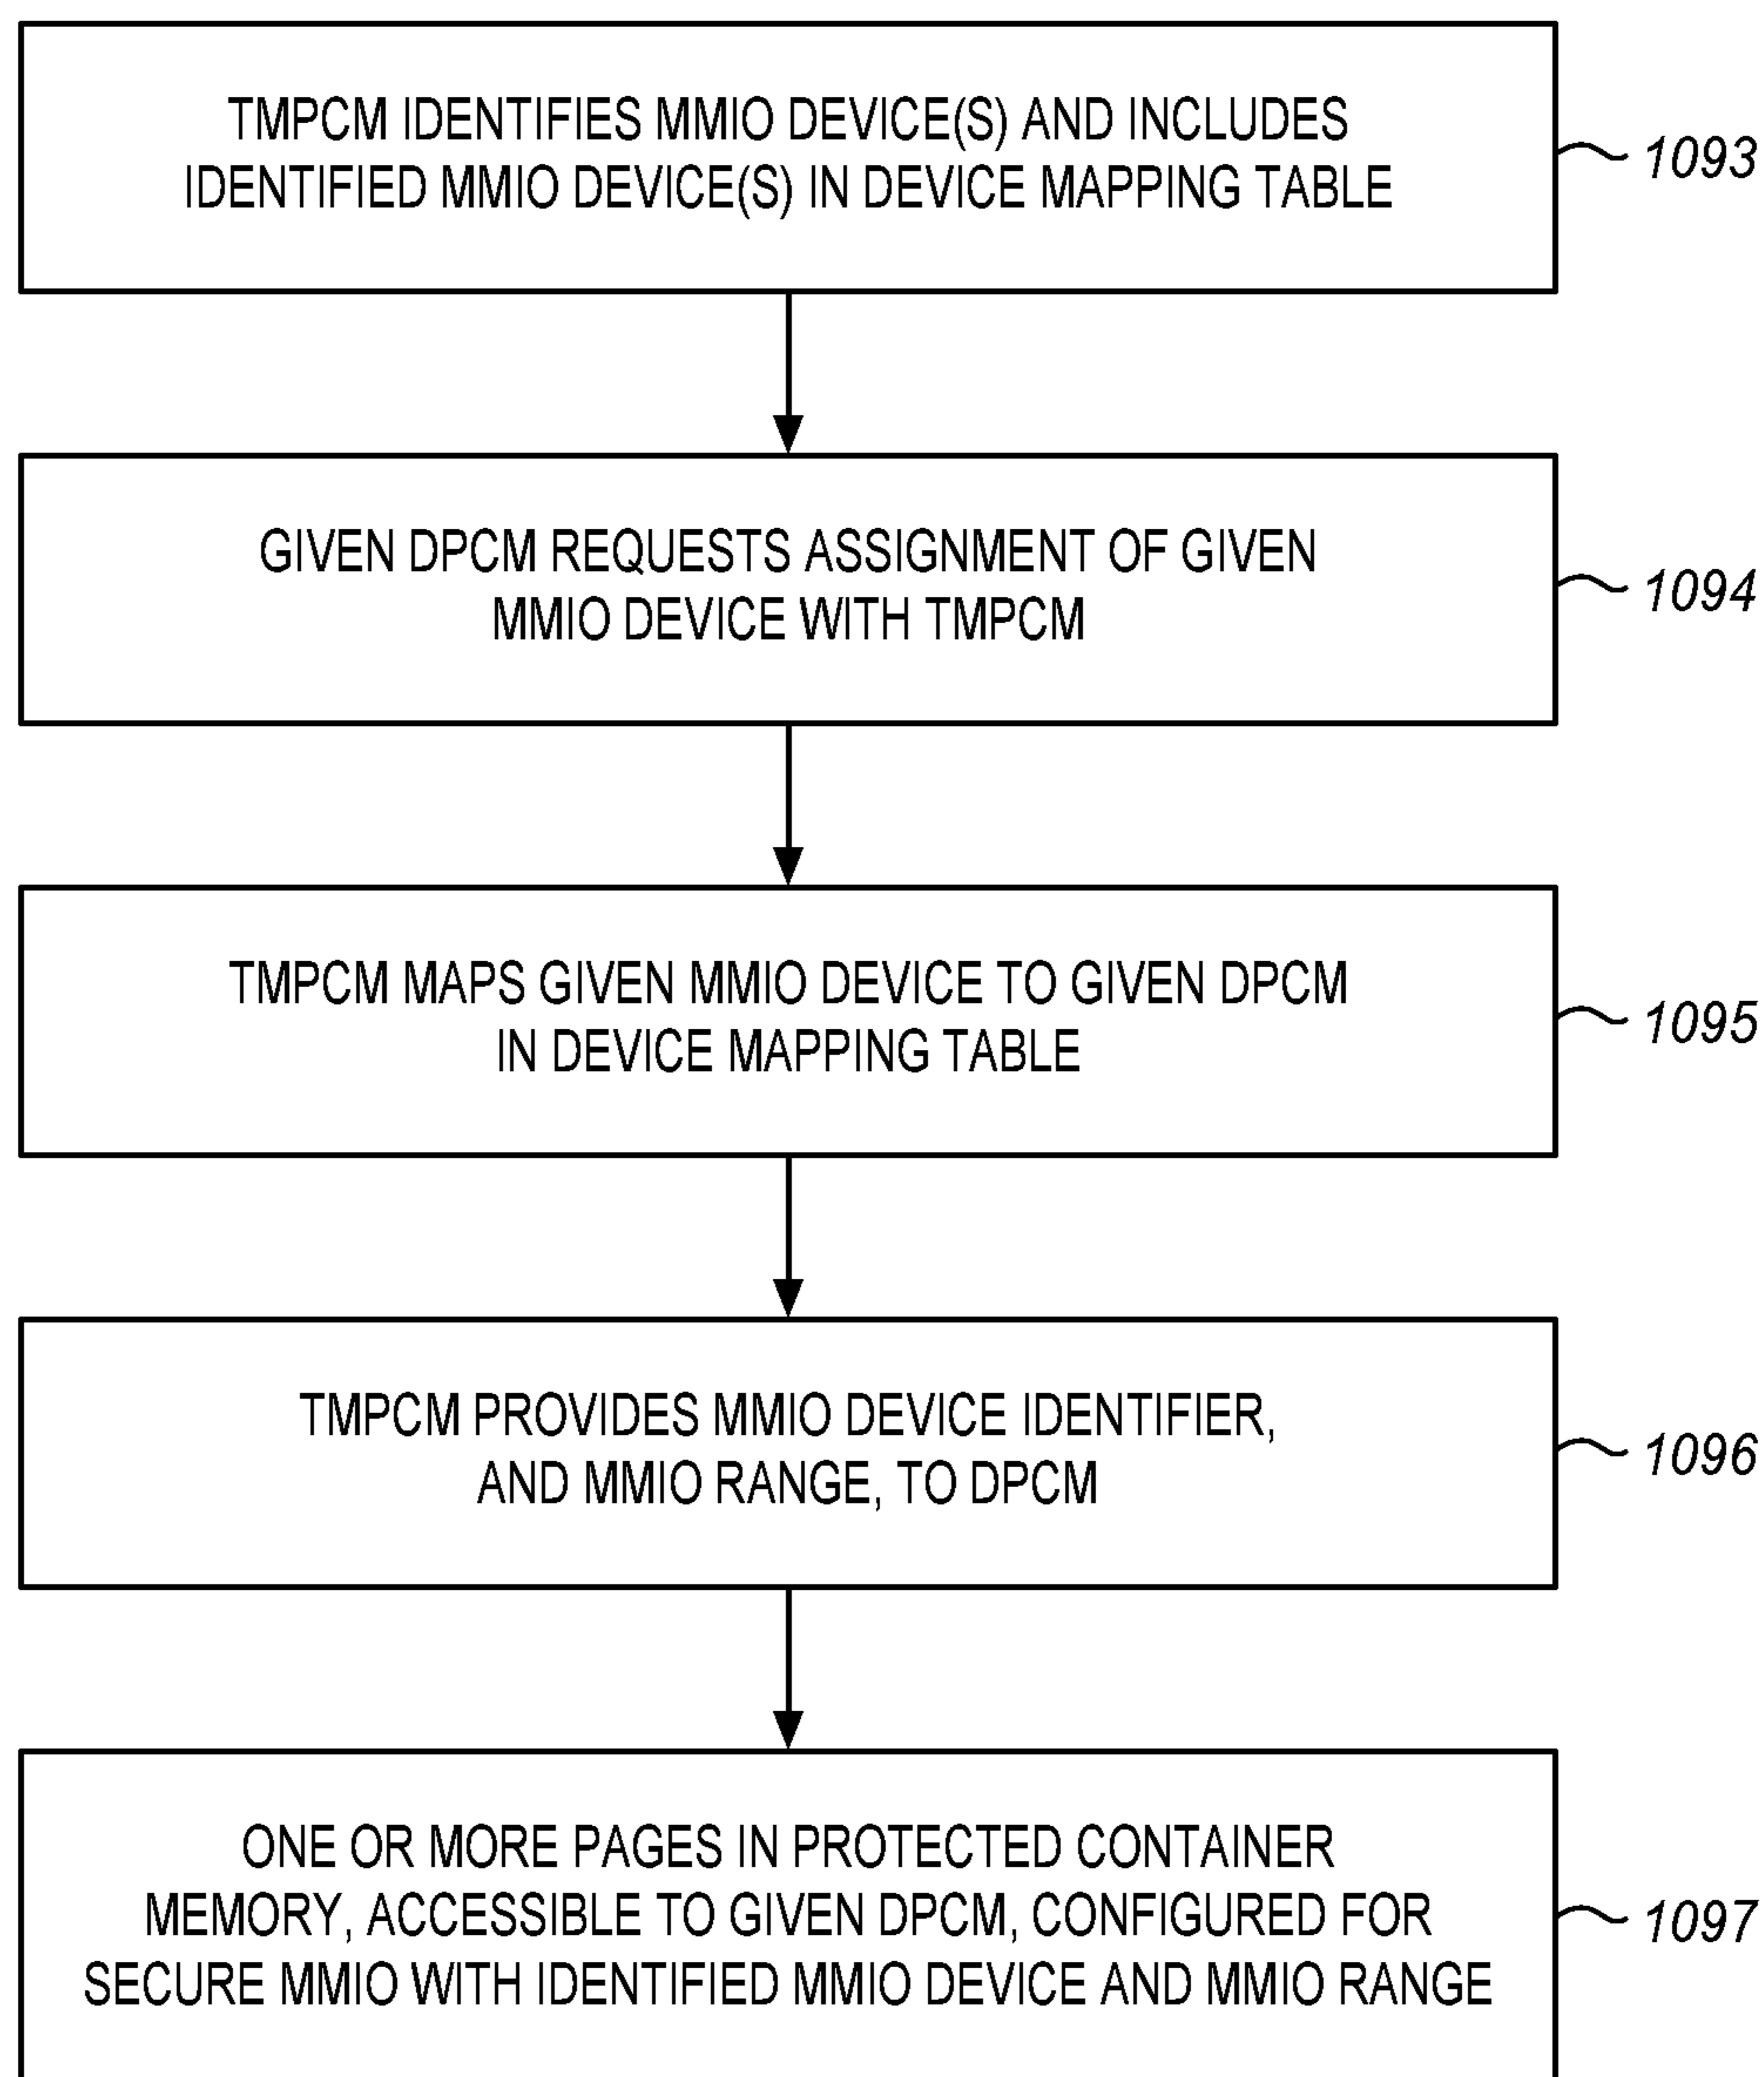 TMPCM IDENTIFIES MMIO DEVICE(S) AND INCLUDES
IDENTIFIED MMIO DEVICE(S) IN DEVICE MAPPING TABLE
1093
GIVEN DPCM REQUESTS ASSIGNMENT OF GIVEN
MMIO DEVICE WITH TMPCM
1094
TMPCM MAPS GIVEN MMIO DEVICE TO GIVEN DPCM
IN DEVICE MAPPING TABLE
1095
TMPCM PROVIDES MMIO DEVICE IDENTIFIER,
AND MMIO RANGE, TO DPCM
1096
ONE OR MORE PAGES IN PROTECTED CONTAINER
MEMORY, ACCESSIBLE TO GIVEN DPCM, CONFIGURED FOR
SECURE MMIO WITH IDENTIFIED MMIO DEVICE AND MMIO RANGE
1097